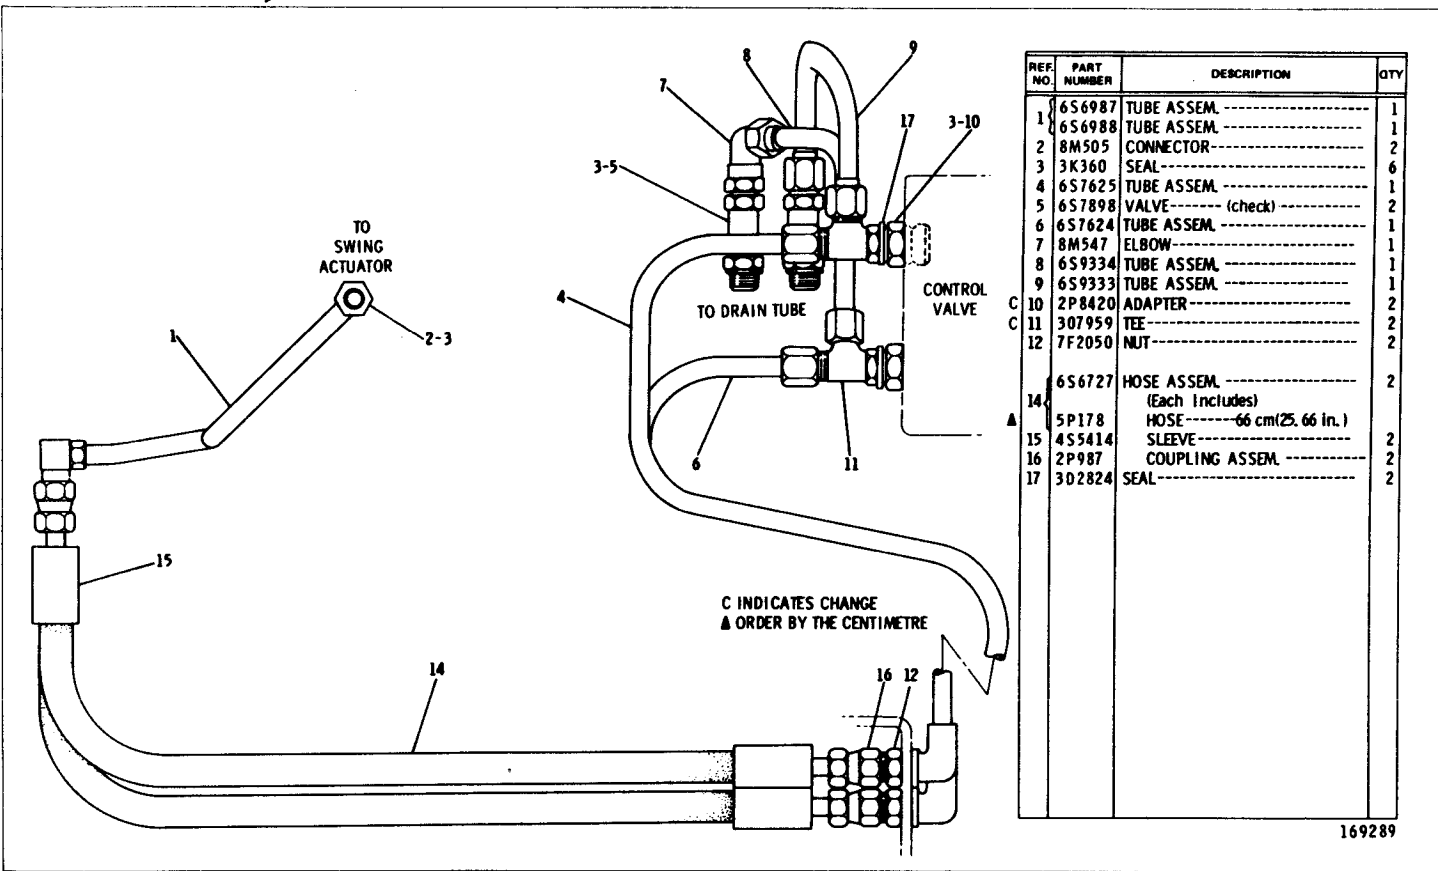 8
9
7
17
3-10
3-5
TO
SWING
ACTUATOR
4
TO DRAIN TUBE
CONTROL
VALVE
1
2-3
6
11
15
C INDICATES CHANGE
▲ ORDER BY THE CENTIMETRE
14
16 12
REF. NO. PART NUMBER DESCRIPTION QTY
1 6S6987 TUBE ASSEM. 1
6S6988 TUBE ASSEM. 1
2 8M505 CONNECTOR 2
3 3K360 SEAL 6
4 6S7625 TUBE ASSEM. 1
5 6S7898 VALVE (check) 2
6 6S7624 TUBE ASSEM. 1
7 8M547 ELBOW 1
8 6S9334 TUBE ASSEM. 1
9 6S9333 TUBE ASSEM. 1
C 10 2P8420 ADAPTER 2
C 11 307959 TEE 2
12 7F2050 NUT 2
14 6S6727 HOSE ASSEM. 2
(Each Includes)
▲ 5P178 HOSE 66 cm(25.66 in.)
15 4S5414 SLEEVE 2
16 2P987 COUPLING ASSEM. 2
17 3D2824 SEAL 2
169289